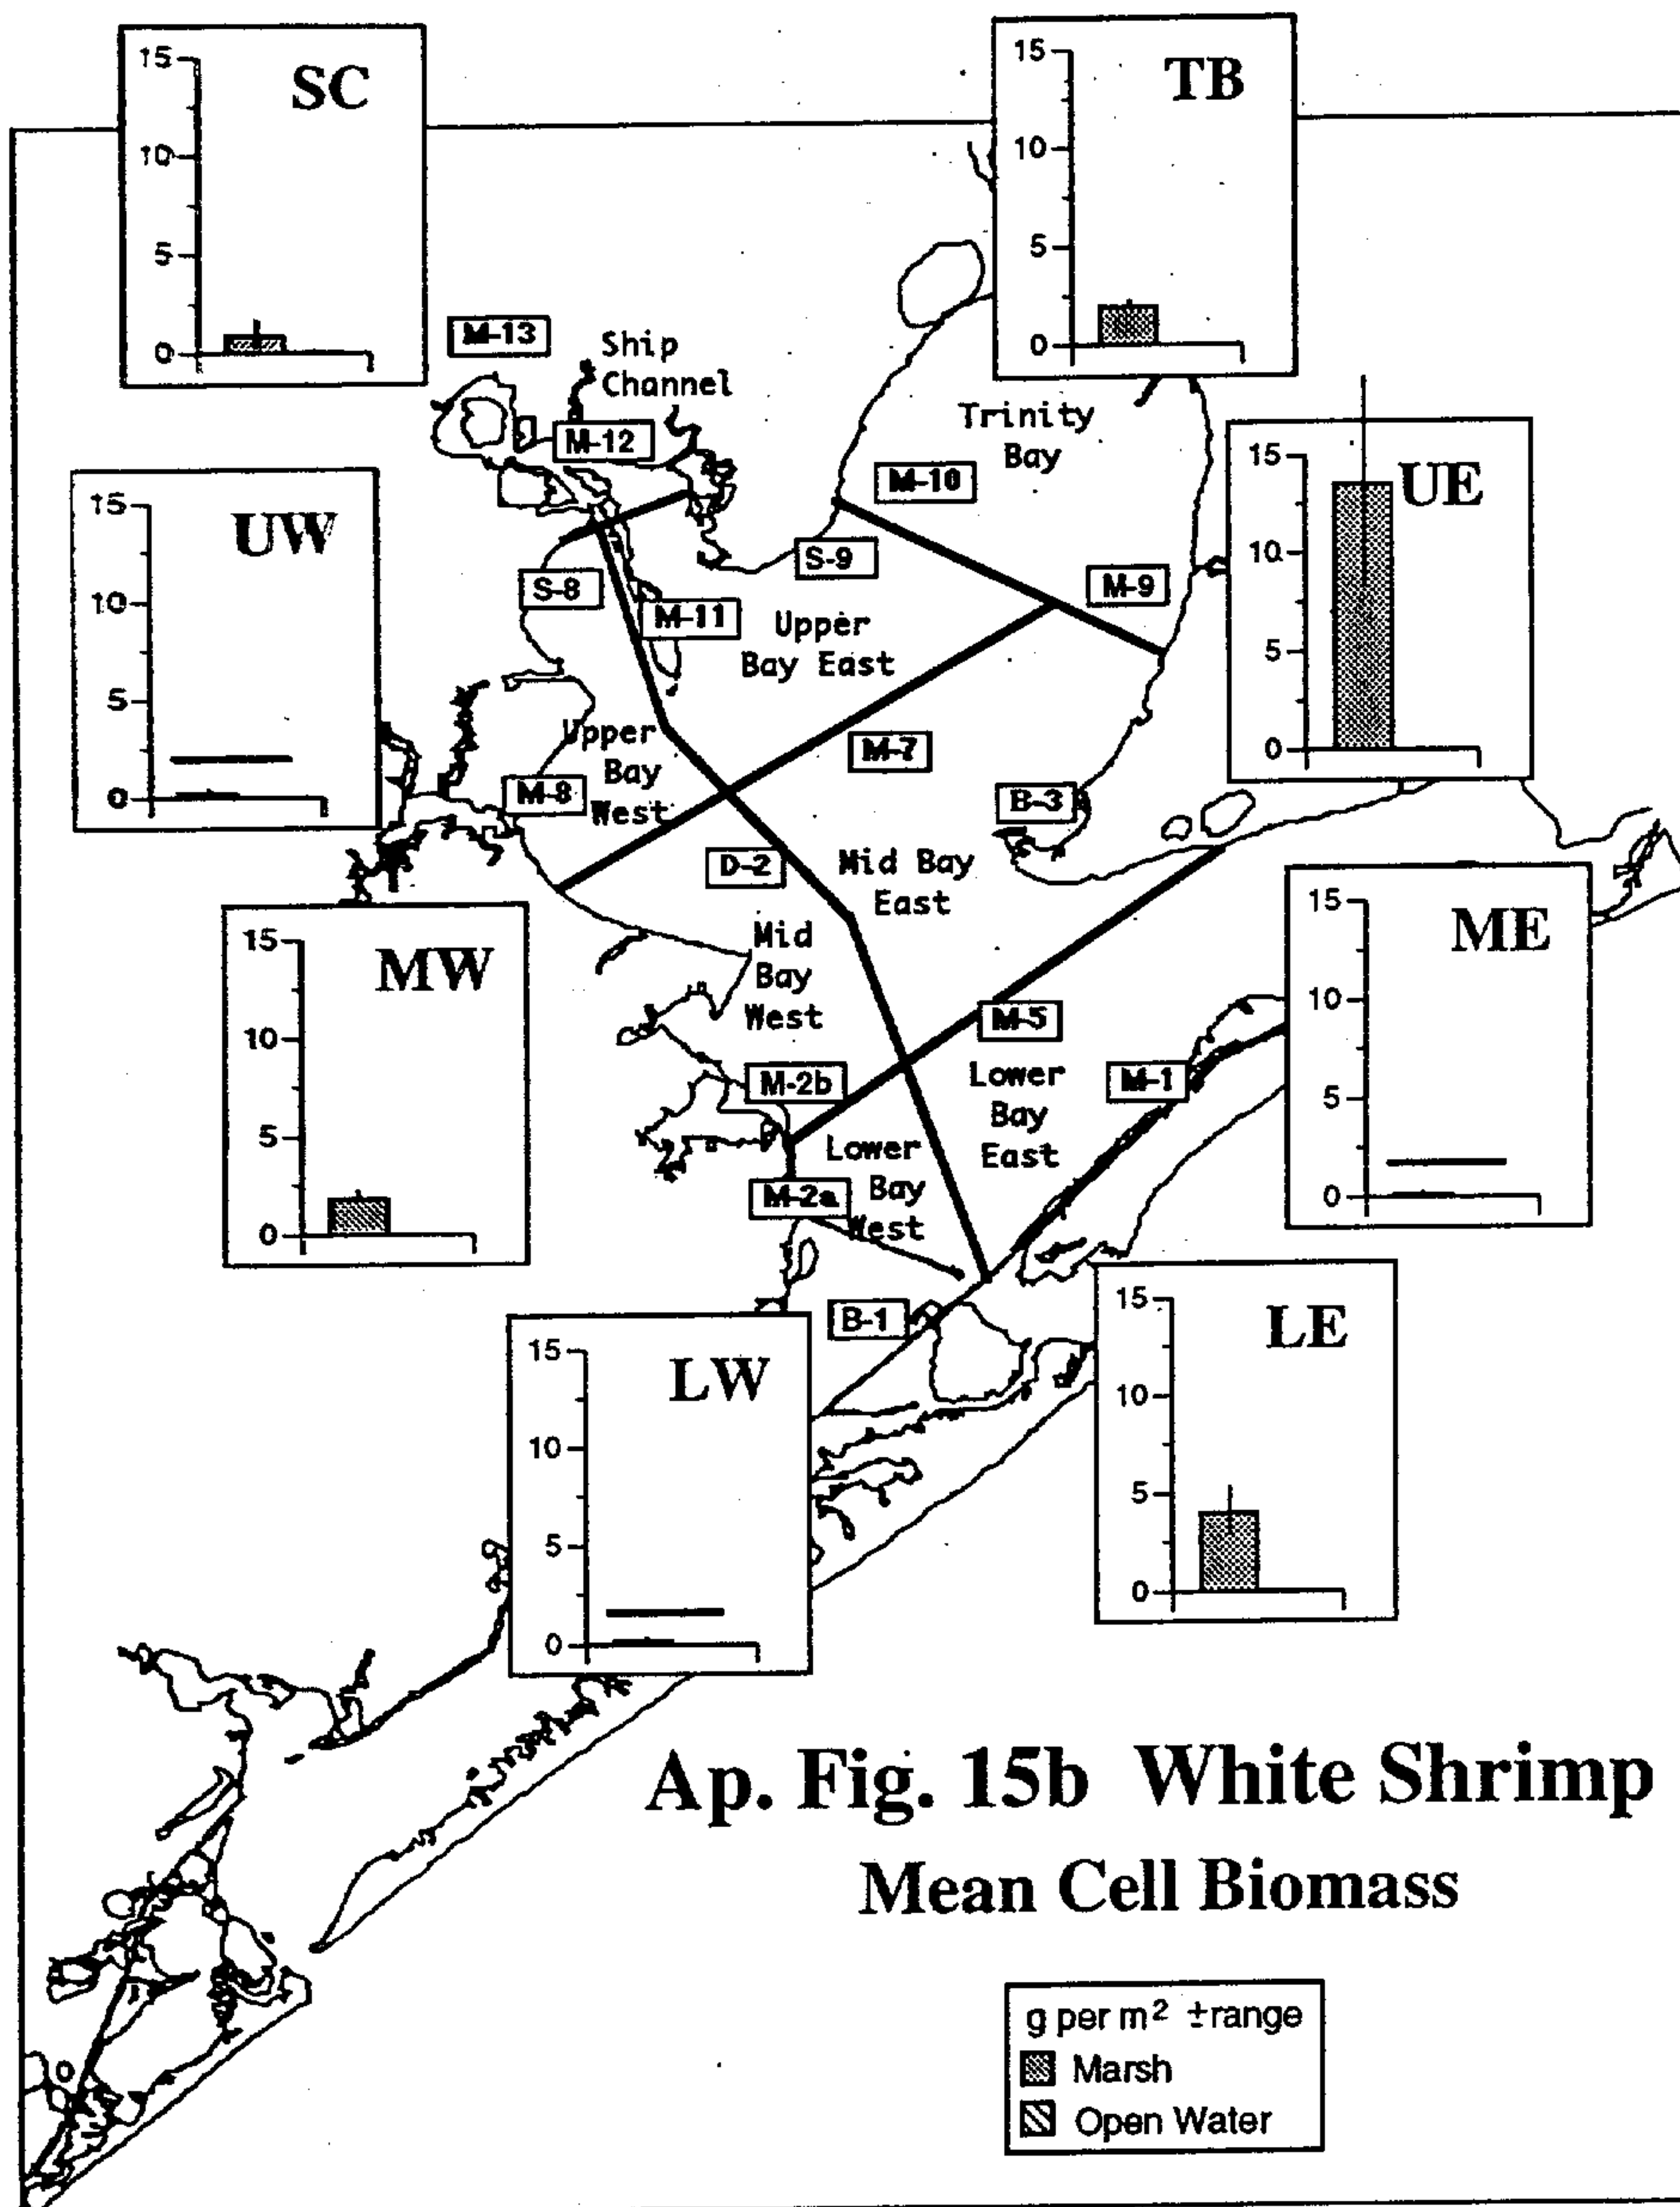 SC
15
10
5
0
TB
15
10
5
0
M-13
Ship
Channel
M-12
Trinity
Bay
M-10
UE
15
10
5
0
UW
15
10
5
0
S-9
S-8
M-9
M-11
Upper
Bay East
Upper
Bay
West
M-7
M-8
B-3
D-2
Mid Bay
East
MW
15
10
5
0
Mid
Bay
West
ME
15
10
5
0
M-5
M-2b
Lower
Bay
East
M-1
Lower
Bay
West
M-2a
B-1
LE
15
10
5
0
LW
15
10
5
0
Ap. Fig. 15b White Shrimp
Mean Cell Biomass
g per m² ±range
Marsh
Open Water